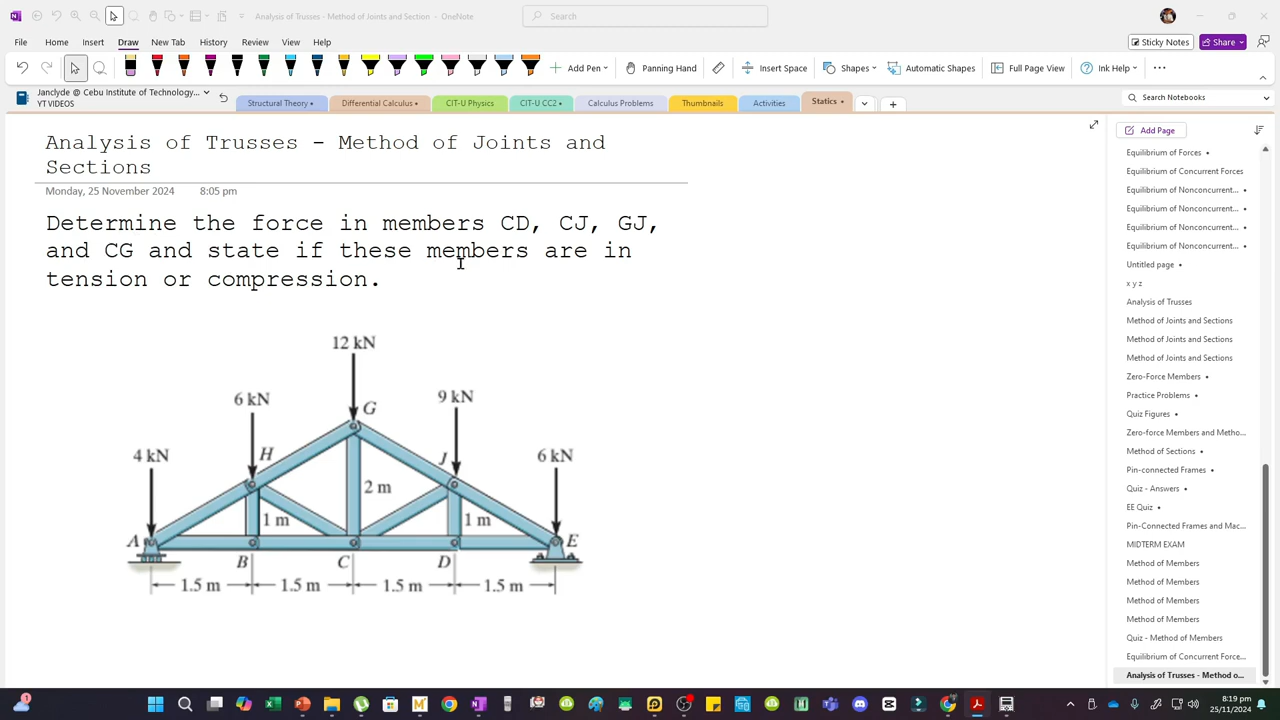 Analysis of Trusses - Method of Joints and Section - OneNote
Search
File Home Insert Draw New Tab History Review View Help
Sticky Notes Share
Add Pen Panning Hand Insert Space Shapes Automatic Shapes Full Page View Ink Help
Janclyde @ Cebu Institute of Technology...
YT VIDEOS
Structural Theory Differential Calculus CIT-U Physics CIT-U CC2 Calculus Problems Thumbnails Activities Statics
Search Notebooks
Analysis of Trusses - Method of Joints and
Sections
Monday, 25 November 2024 8:05 pm
Determine the force in members CD, CJ, GJ,
and CG and state if these members are in
tension or compression.
12 kN
6 kN
9 kN
G
4 kN
H
J
6 kN
2 m
1 m
1 m
A
E
B
C
D
1.5 m 1.5 m 1.5 m 1.5 m
Add Page
Equilibrium of Forces
Equilibrium of Concurrent Forces
Equilibrium of Nonconcurrent...
Equilibrium of Nonconcurrent...
Equilibrium of Nonconcurrent...
Equilibrium of Nonconcurrent...
Untitled page
x y z
Analysis of Trusses
Method of Joints and Sections
Method of Joints and Sections
Method of Joints and Sections
Zero-Force Members
Practice Problems
Quiz Figures
Zero-force Members and Metho...
Method of Sections
Pin-connected Frames
Quiz - Answers
EE Quiz
Pin-Connected Frames and Mac...
MIDTERM EXAM
Method of Members
Method of Members
Method of Members
Method of Members
Quiz - Method of Members
Equilibrium of Concurrent Force...
Analysis of Trusses - Method o...
1
8:19 pm
25/11/2024